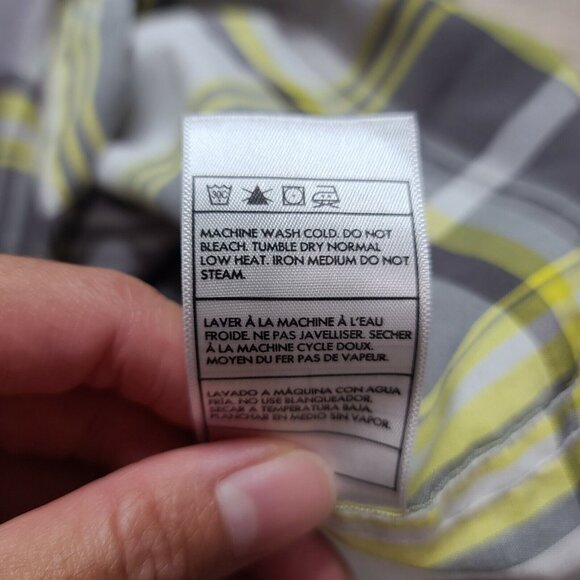 30C
MACHINE WASH COLD. DO NOT
BLEACH. TUMBLE DRY NORMAL
LOW HEAT. IRON MEDIUM DO NOT
STEAM.
LAVER À LA MACHINE À L'EAU
FROIDE. NE PAS JAVELLISER. SECHER
À LA MACHINE CYCLE DOUX.
MOYEN DU FER PAS DE VAPEUR.
LAVADO A MÁQUINA CON AGUA
FRÍA. NO USE BLANQUEADOR.
SECAR A TEMPERATURA BAJA.
PLANCHAR EN MEDIO SIN VAPOR.